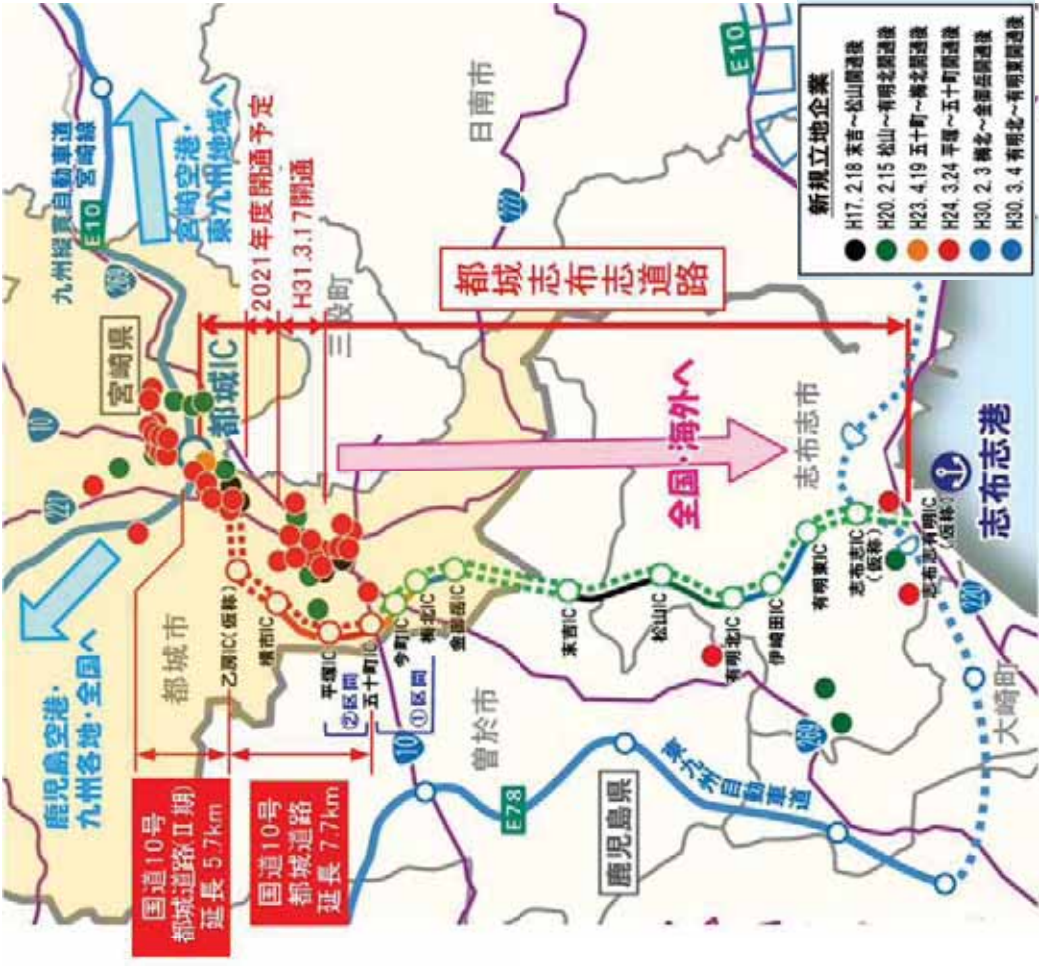 国道10号
都城道路(Ⅱ期)
延長 5.7km
国道10号
都城道路
延長 7.7km
鹿児島空港・
九州各地・全国へ
九州縦貫自動車道
宮崎線
E10
宮崎空港・
東九州地域へ
宮崎県
都城IC
2021年度開通予定
H31.3.17開通
三股町
日南市
都城市
10
221
269
222
E10
乙房IC(仮称)
横市IC
平塚IC
②区間
五十町IC
①区間
今町IC
梅北IC
金御岳IC
10
曽於市
E78
末吉IC
松山IC
有明北IC
伊﨑田IC
有明東IC
志布志IC
(仮称)
志布志有明IC
(仮称)
都城志布志道路
全国・海外へ
志布志市
志布志港
220
269
大崎町
鹿児島県
東九州自動車道
新規立地企業
H17.2.18 末吉～松山開通後
H20.2.15 松山～有明北開通後
H23.4.19 五十町～梅北開通後
H24.3.24 平塚～五十町開通後
H30.2.3 梅北～金御岳開通後
H30.3.4 有明北～有明東開通後